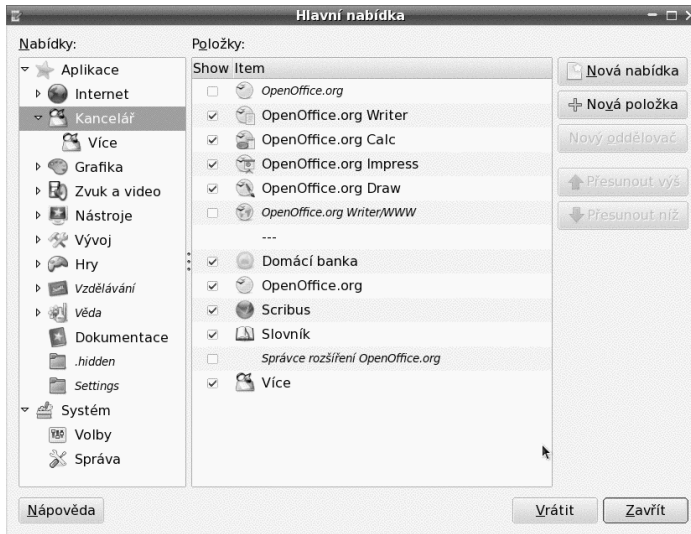 Hlavní nabídka
Nabídky:
Aplikace
Internet
Kancelář
Více
Grafika
Zvuk a video
Nástroje
Vývoj
Hry
Vzdělávání
Věda
Dokumentace
.hidden
Settings
Systém
Volby
Správa
Položky:
Show Item
OpenOffice.org
OpenOffice.org Writer
OpenOffice.org Calc
OpenOffice.org Impress
OpenOffice.org Draw
OpenOffice.org Writer/WWW
---
Domácí banka
OpenOffice.org
Scribus
Slovník
Správce rozšíření OpenOffice.org
Více
Nová nabídka
Nová položka
Nový oddělovač
Přesunout výš
Přesunout níž
Nápověda
Vrátit
Zavřít